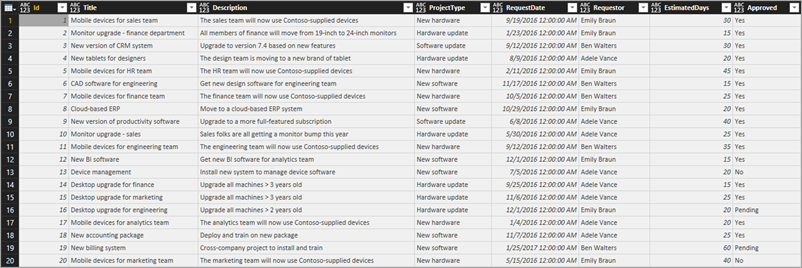 ABC 123 Id ABC 123 Title ABC 123 Description ABC 123 ProjectType ABC 123 RequestDate ABC 123 Requestor ABC 123 EstimatedDays ABC 123 Approved
1 1 Mobile devices for sales team The sales team will now use Contoso-supplied devices New hardware 9/19/2016 12:00:00 AM Emily Braun 30 Yes
2 2 Monitor upgrade - finance department All members of finance will move from 19-inch to 24-inch monitors Hardware update 1/23/2016 12:00:00 AM Emily Braun 15 Yes
3 3 New version of CRM system Upgrade to version 7.4 based on new features Software update 9/12/2016 12:00:00 AM Ben Walters 30 Yes
4 4 New tablets for designers The design team is moving to a new brand of tablet Hardware update 8/9/2016 12:00:00 AM Adele Vance 20 Yes
5 5 Mobile devices for HR team The HR team will now use Contoso-supplied devices New hardware 2/11/2016 12:00:00 AM Emily Braun 45 Yes
6 6 CAD software for engineering Get new design software for engineering team New software 11/17/2016 12:00:00 AM Ben Walters 15 Yes
7 7 Mobile devices for finance team The finance team will now use Contoso-supplied devices New hardware 10/5/2016 12:00:00 AM Ben Walters 25 Yes
8 8 Cloud-based ERP Move to a cloud-based ERP system New software 10/29/2016 12:00:00 AM Emily Braun 20 Yes
9 9 New version of productivity software Upgrade to a more full-featured subscription Software update 6/8/2016 12:00:00 AM Adele Vance 40 Yes
10 10 Monitor upgrade - sales Sales folks are all getting a monitor bump this year Hardware update 5/30/2016 12:00:00 AM Adele Vance 25 Yes
11 11 Mobile devices for engineering team The engineering team will now use Contoso-supplied devices New hardware 9/25/2016 12:00:00 AM Ben Walters 35 Yes
12 12 New BI software Get new BI software for analytics team New software 12/1/2016 12:00:00 AM Emily Braun 15 Yes
13 13 Device management Install new system to manage device software New software 7/5/2016 12:00:00 AM Adele Vance 20 No
14 14 Desktop upgrade for finance Upgrade all machines > 3 years old Hardware update 9/25/2016 12:00:00 AM Adele Vance 15 Yes
15 15 Desktop upgrade for marketing Upgrade all machines > 3 years old Hardware update 11/6/2016 12:00:00 AM Adele Vance 25 Yes
16 16 Desktop upgrade for engineering Upgrade all machines > 2 years old Hardware update 12/1/2016 12:00:00 AM Emily Braun 20 Pending
17 17 Mobile devices for analytics team The analytics team will now use Contoso-supplied devices New hardware 1/4/2016 12:00:00 AM Adele Vance 20 Yes
18 18 New accounting package Deploy and train on new package New software 11/7/2016 12:00:00 AM Adele Vance 25 Yes
19 19 New billing system Cross-company project to install and train New software 1/25/2017 12:00:00 AM Ben Walters 60 Pending
20 20 Mobile devices for marketing team The marketing team will now use Contoso-supplied devices New hardware 5/15/2016 12:00:00 AM Emily Braun 40 No